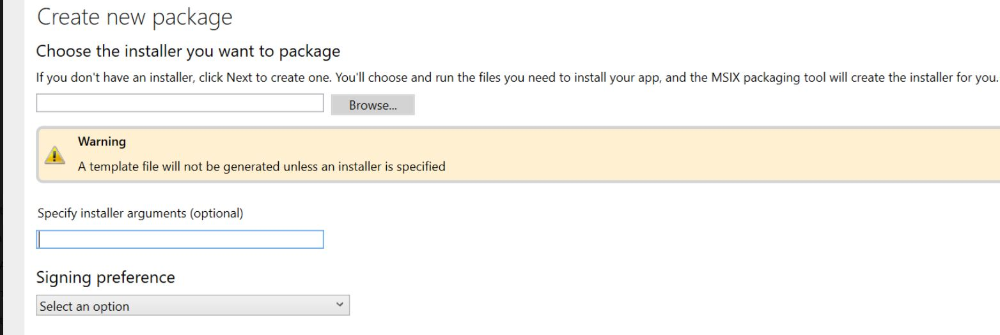 Create new package
Choose the installer you want to package
If you don't have an installer, click Next to create one. You'll choose and run the files you need to install your app, and the MSIX packaging tool will create the installer for you.
Browse...
Warning
A template file will not be generated unless an installer is specified
Specify installer arguments (optional)
Signing preference
Select an option